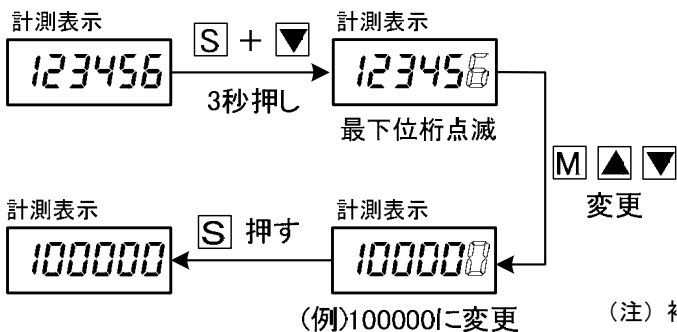 計測表示
123456
S + ▼
3秒押し
計測表示
123456
最下位桁点滅
M ▲ ▼
変更
計測表示
100000
(例)100000に変更
S 押す
計測表示
100000
(注)